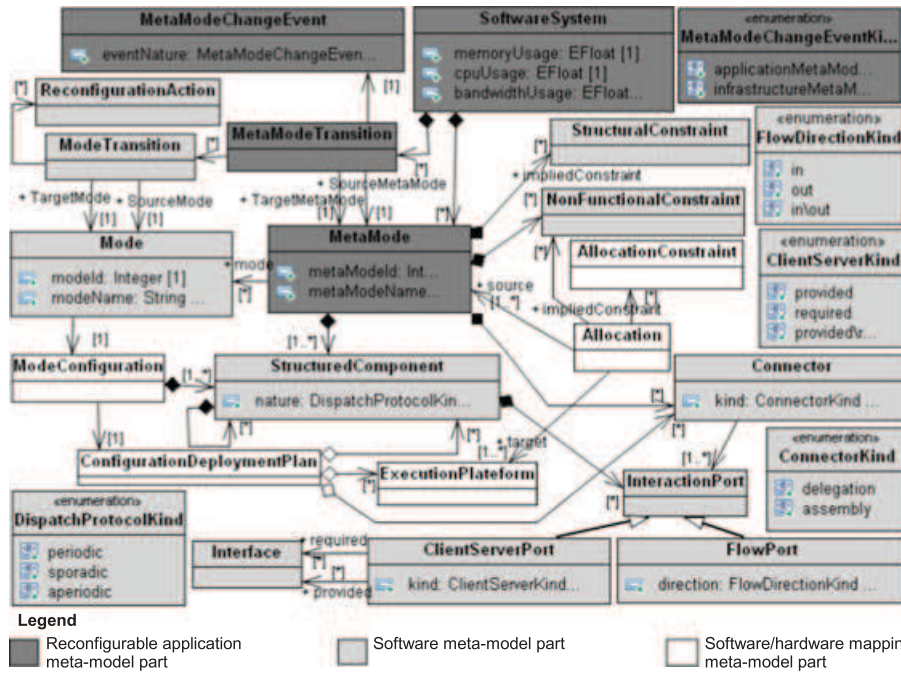 MetaModeChangeEvent
eventNature: MetaModeChangeEven...
SoftwareSystem
memoryUsage: EFloat [1]
cpuUsage: EFloat [1]
bandwidthUsage: EFloat...
«enumeration»
MetaModeChangeEventKi...
applicationMetaMod...
infrastructureMetaM...
[*]
[1]
ReconfigurationAction
ModeTransition
[*]
MetaModeTransition
[*]
[*]
StructuralConstraint
«enumeration»
FlowDirectionKind
in
out
in\out
+ TargetMode
+ SourceMode
[1]
[1]
+ SourceMetaMode
+ TargetMetaMo
[1]
[1]
[*]
+ impliedConstraint
[*]
NonFunctionalConstraint
[*]
AllocationConstraint
[*]
«enumeration»
ClientServerKind
provided
required
provided\r...
Mode
modeId: Integer [1]
modeName: String ...
+ mode
[*]
MetaMode
metaModeId: Int...
metaModeName...
+ source
[1..*]
+ impliedConstraint
Allocation
[1]
[1..*]
ModeConfiguration
[1..*]
StructuredComponent
nature: DispatchProtocolKin...
Connector
kind: ConnectorKind ...
[*]
[*]
[1]
[*]
[*]
+ target
[1..*]
[1..*]
ConfigurationDeploymentPlan
[*]
ExecutionPlateform
InteractionPort
[*]
«enumeration»
ConnectorKind
delegation
assembly
«enumeration»
DispatchProtocolKind
periodic
sporadic
aperiodic
Interface
+ required
[*]
[*]
+ provided
ClientServerPort
kind: ClientServerKind...
FlowPort
direction: FlowDirectionKind ...
Legend
Reconfigurable application
meta-model part
Software meta-model part
Software/hardware mappin
meta-model part